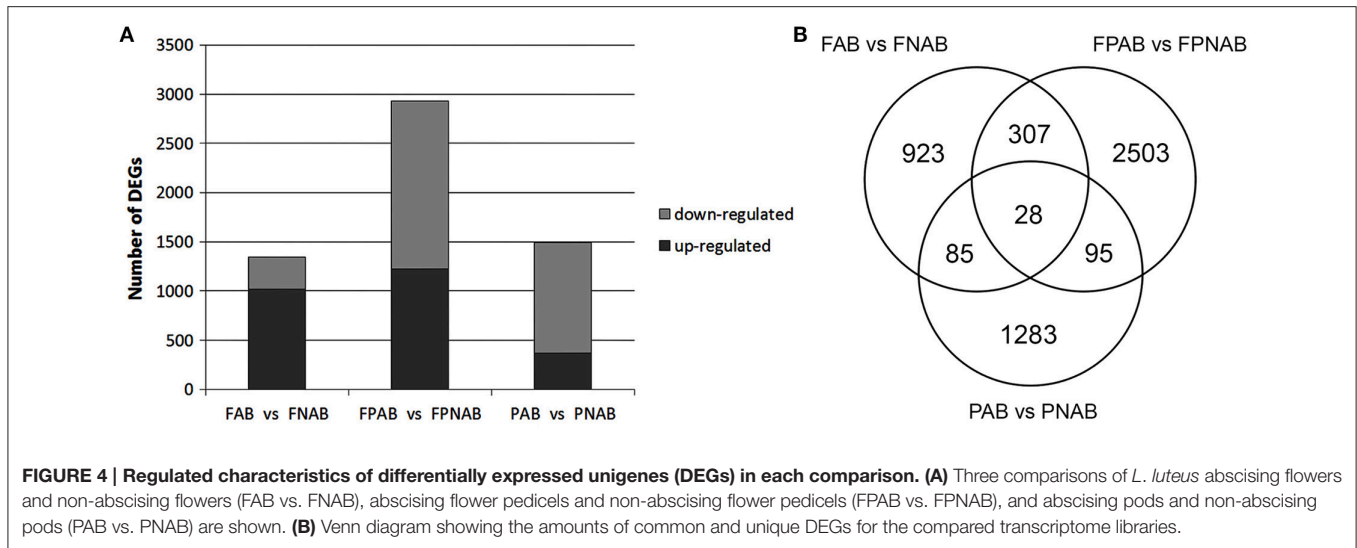 A
3500
3000
2500
2000
1500
1000
500
0
Number of DEGs
FAB vs FNAB
FPAB vs FPNAB
PAB vs PNAB
down-regulated
up-regulated
B
FAB vs FNAB
FPAB vs FPNAB
307
923
2503
28
85
95
1283
PAB vs PNAB
FIGURE 4 | Regulated characteristics of differentially expressed unigenes (DEGs) in each comparison. (A) Three comparisons of L. luteus abscising flowers
and non-abscising flowers (FAB vs. FNAB), abscising flower pedicels and non-abscising flower pedicels (FPAB vs. FPNAB), and abscising pods and non-abscising
pods (PAB vs. PNAB) are shown. (B) Venn diagram showing the amounts of common and unique DEGs for the compared transcriptome libraries.